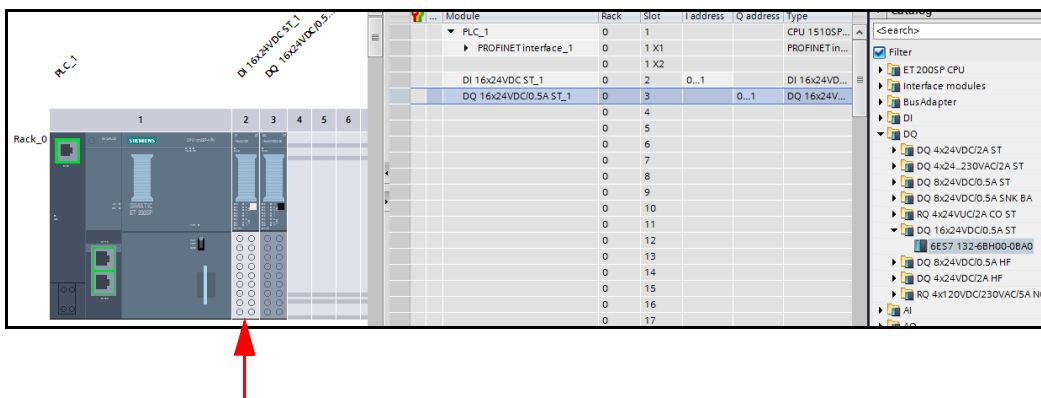 PLC_1
DI 16x24VDC ST_1
DQ 16x24VDC/0.5...
1 2 3 4 5 6
Rack_0
SIEMENS
SIMATIC
ET 200SP
... Module Rack Slot I address Q address Type
PLC_1 0 1 CPU 1510SP...
PROFINET interface_1 0 1 X1 PROFINET in...
0 1 X2
DI 16x24VDC ST_1 0 2 0...1 DI 16x24VD...
DQ 16x24VDC/0.5A ST_1 0 3 0...1 DQ 16x24V...
0 4
0 5
0 6
0 7
0 8
0 9
0 10
0 11
0 12
0 13
0 14
0 15
0 16
0 17
Catalog
<Search>
Filter
ET 200SP CPU
Interface modules
BusAdapter
DI
DQ
DQ 4x24VDC/2A ST
DQ 4x24..230VAC/2A ST
DQ 8x24VDC/0.5A ST
DQ 8x24VDC/0.5A SNK BA
RQ 4x24VUC/2A CO ST
DQ 16x24VDC/0.5A ST
6ES7 132-6BH00-0BA0
DQ 8x24VDC/0.5A HF
DQ 4x24VDC/2A HF
RQ 4x120VDC/230VAC/5A N
AI
AQ